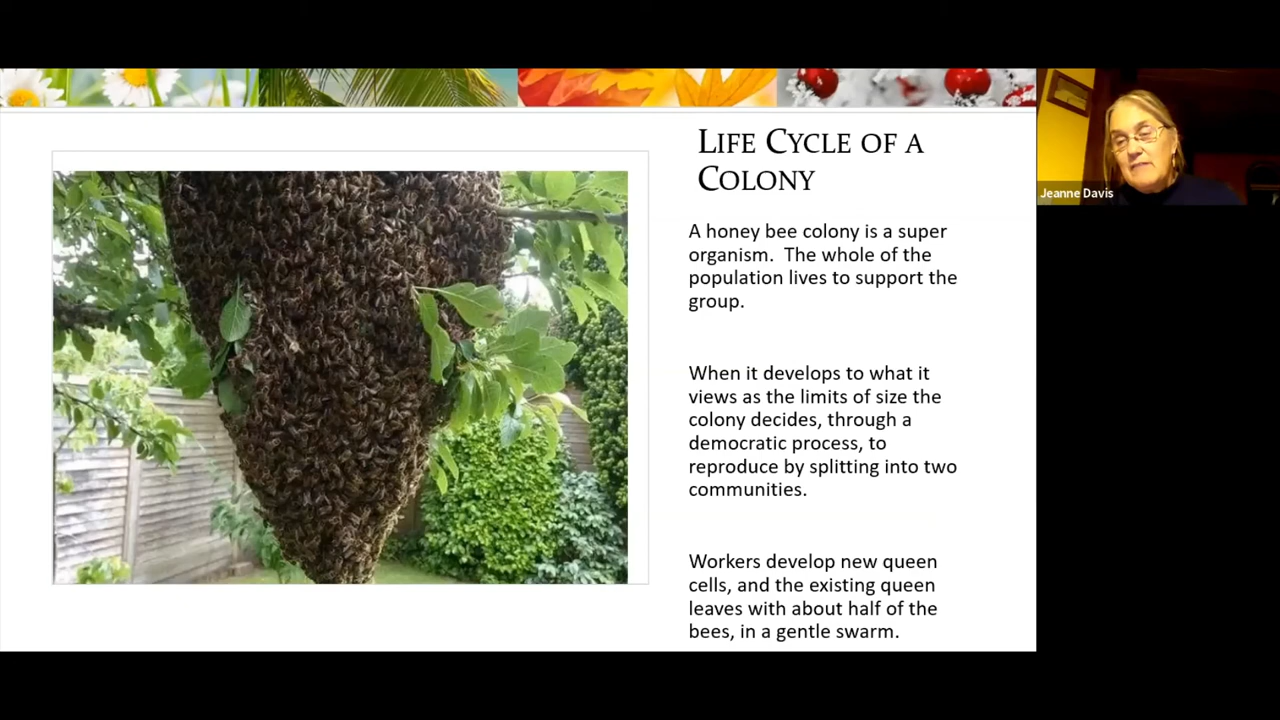 LIFE CYCLE OF A
COLONY
A honey bee colony is a super
organism.  The whole of the
population lives to support the
group.
When it develops to what it
views as the limits of size the
colony decides, through a
democratic process, to
reproduce by splitting into two
communities.
Workers develop new queen
cells, and the existing queen
leaves with about half of the
bees, in a gentle swarm.
Jeanne Davis